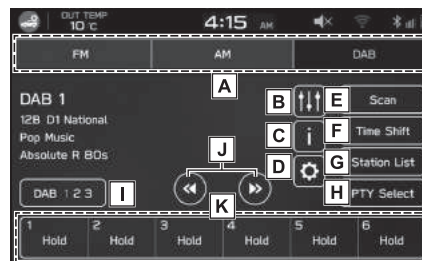 OUT TEMP
10 °C
4:15 AM
FM AM DAB
A
DAB 1
12B D1 National
Pop Music
Absolute R 80s
B
C i
D
E Scan
F Time Shift
G Station List
H PTY Select
J
DAB 1 2 3 I
K
1 Hold
2 Hold
3 Hold
4 Hold
5 Hold
6 Hold